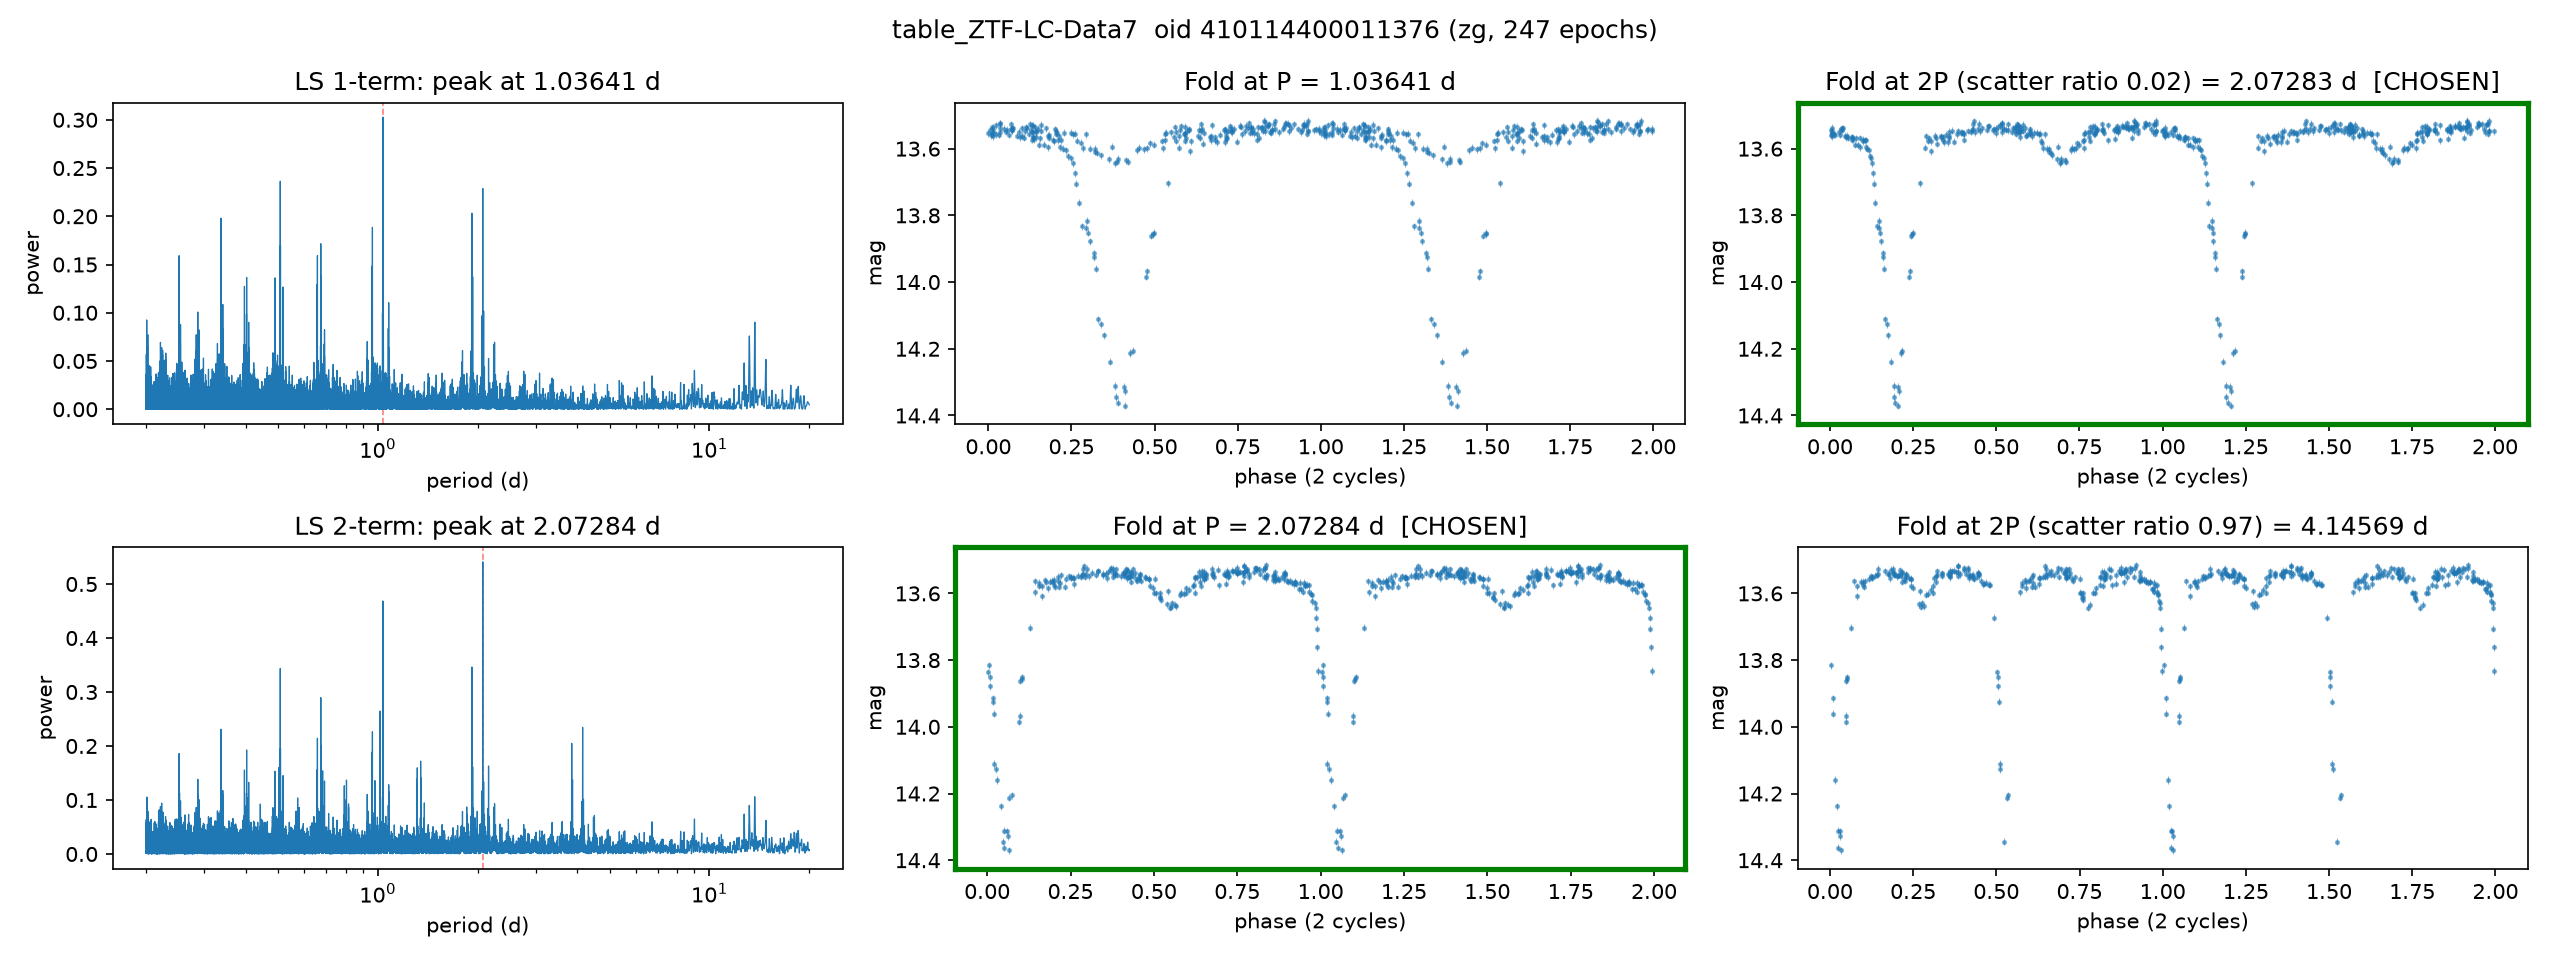 table_ZTF-LC-Data7 oid 410114400011376 (zg, 247 epochs)
LS 1-term: peak at 1.03641 d
0.30
0.25
0.20
0.15
0.10
0.05
0.00
power
10⁰
10¹
period (d)
Fold at P = 1.03641 d
13.6
13.8
14.0
14.2
14.4
mag
0.00 0.25 0.50 0.75 1.00 1.25 1.50 1.75 2.00
phase (2 cycles)
Fold at 2P (scatter ratio 0.02) = 2.07283 d [CHOSEN]
13.6
13.8
14.0
14.2
14.4
mag
0.00 0.25 0.50 0.75 1.00 1.25 1.50 1.75 2.00
phase (2 cycles)
LS 2-term: peak at 2.07284 d
0.5
0.4
0.3
0.2
0.1
0.0
power
10⁰
10¹
period (d)
Fold at P = 2.07284 d [CHOSEN]
13.6
13.8
14.0
14.2
14.4
mag
0.00 0.25 0.50 0.75 1.00 1.25 1.50 1.75 2.00
phase (2 cycles)
Fold at 2P (scatter ratio 0.97) = 4.14569 d
13.6
13.8
14.0
14.2
14.4
mag
0.00 0.25 0.50 0.75 1.00 1.25 1.50 1.75 2.00
phase (2 cycles)